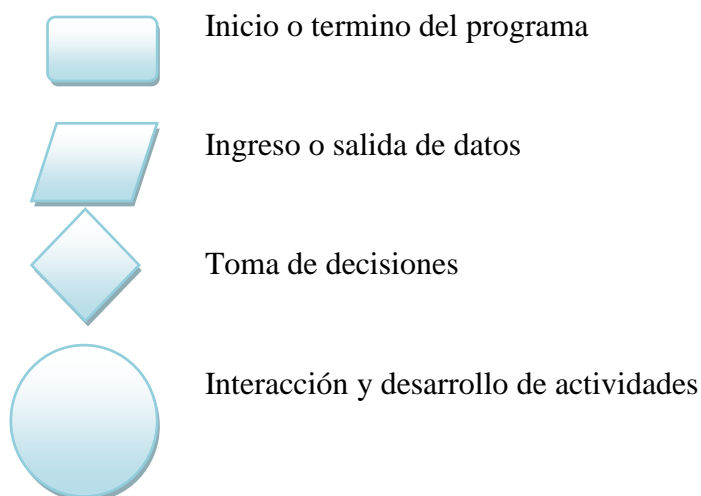 Inicio o termino del programa
Ingreso o salida de datos
Toma de decisiones
Interacción y desarrollo de actividades